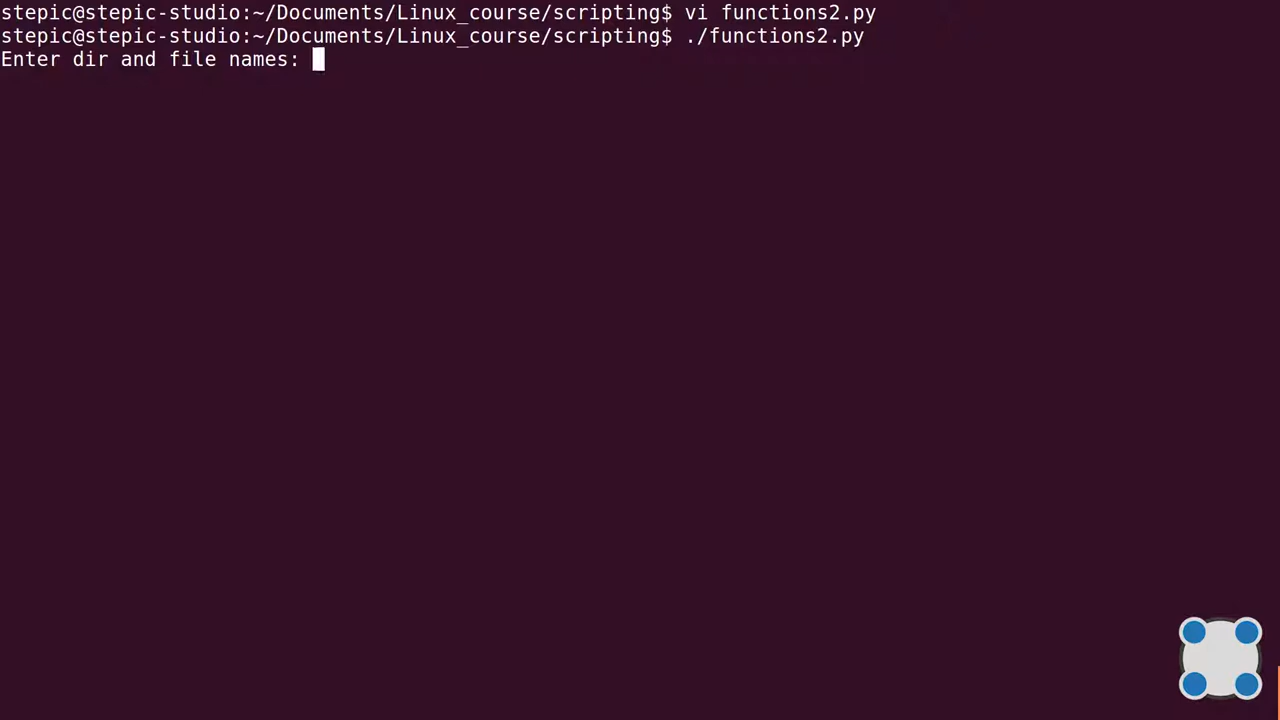 stepic@stepic-studio:~/Documents/Linux_course/scripting$ vi functions2.py
stepic@stepic-studio:~/Documents/Linux_course/scripting$ ./functions2.py
Enter dir and file names: